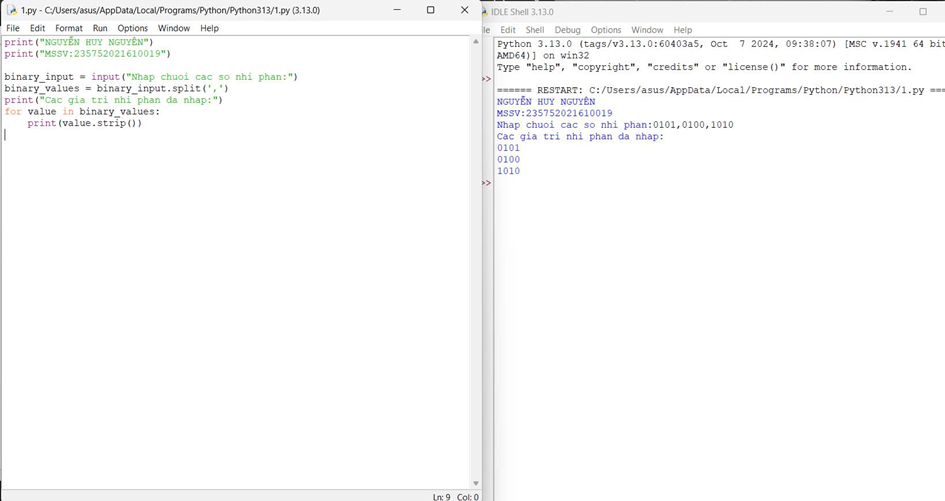 1.py - C:/Users/asus/AppData/Local/Programs/Python/Python313/1.py (3.13.0)
File Edit Format Run Options Window Help
print("NGUYỄN HUY NGUYÊN")
print("MSSV:235752021610019")
binary_input = input("Nhap chuoi cac so nhi phan:")
binary_values = binary_input.split(',')
print("Cac gia tri nhi phan da nhap:")
for value in binary_values:
    print(value.strip())
Ln: 9 Col: 0
IDLE Shell 3.13.0
Edit Shell Debug Options Window Help
Python 3.13.0 (tags/v3.13.0:60403a5, Oct  7 2024, 09:38:07) [MSC v.1941 64 bit
AMD64)] on win32
Type "help", "copyright", "credits" or "license()" for more information.
>>
====== RESTART: C:/Users/asus/AppData/Local/Programs/Python/Python313/1.py ===
NGUYỄN HUY NGUYÊN
MSSV:235752021610019
Nhap chuoi cac so nhi phan:0101,0100,1010
Cac gia tri nhi phan da nhap:
0101
0100
1010
>>